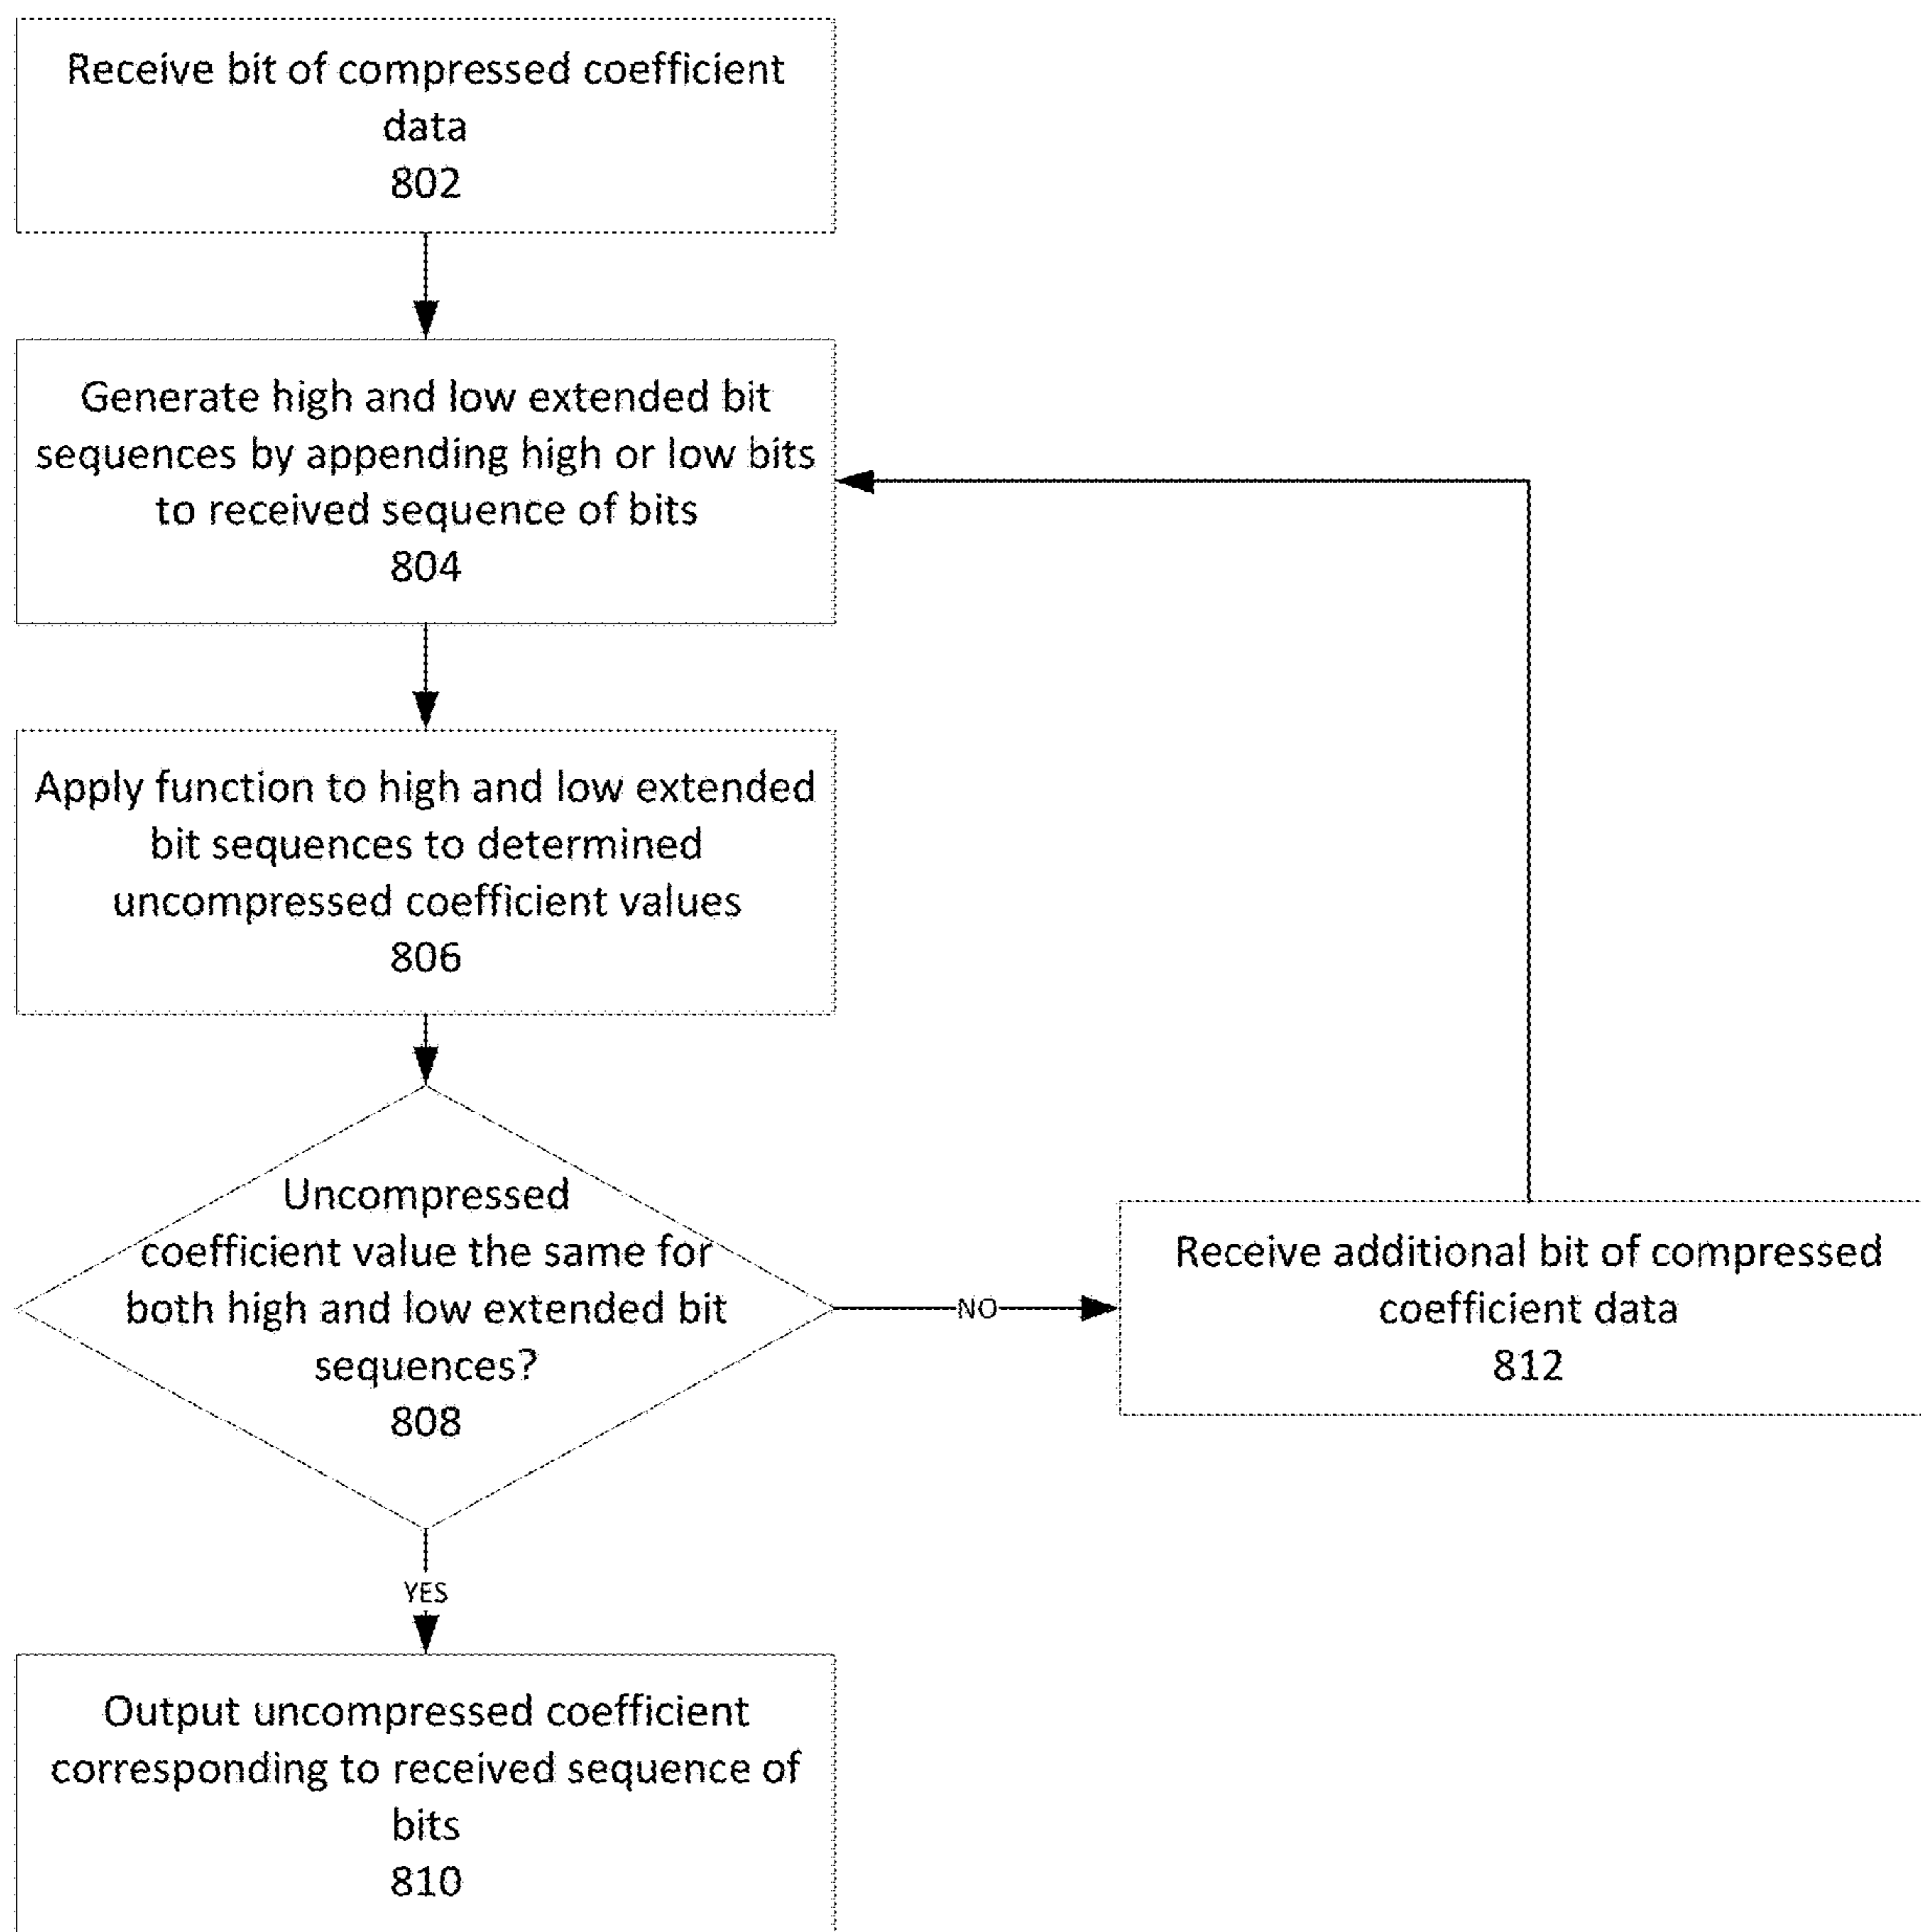 Receive bit of compressed coefficient
data
802
Generate high and low extended bit
sequences by appending high or low bits
to received sequence of bits
804
Apply function to high and low extended
bit sequences to determined
uncompressed coefficient values
806
Uncompressed
coefficient value the same for
both high and low extended bit
sequences?
808
NO
Receive additional bit of compressed
coefficient data
812
YES
Output uncompressed coefficient
corresponding to received sequence of
bits
810